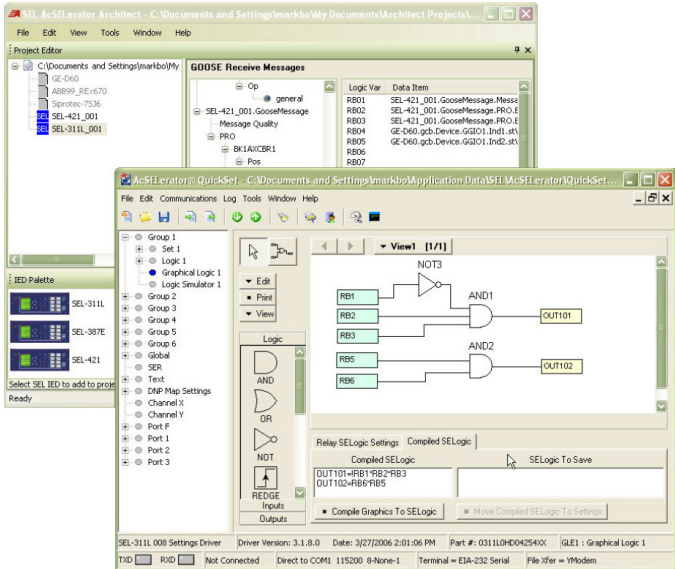 SEL AcSELerator Architect - C:\Documents and Settings\markbo\My Documents\Architect Projects\...
File Edit View Tools Window Help
Project Editor
C:\Documents and Settings\markbo\My
GE-D60
ABB99_REx670
Siprotec-7SJ6
SEL SEL-421_001
SEL SEL-311L_001
GOOSE Receive Messages
Op
general
SEL-421_001.GooseMessage
Message Quality
PRO
BK1AXCBR1
Pos
Logic Var Data Item
RB01 SEL-421_001.GooseMessage.Messa
RB02 SEL-421_001.GooseMessage.PRO.E
RB03 SEL-421_001.GooseMessage.PRO.E
RB04 GE-D60.gcb.Device.GGIO1.Ind1.st\
RB05 GE-D60.gcb.Device.GGIO1.Ind2.st\
RB06
RB07
IED Palette
SEL-311L
SEL-387E
SEL-421
Select SEL IED to add to proje
Ready
AcSELerator® QuickSet - C:\Documents and Settings\markbo\Application Data\SEL\AcSELerator\QuickSet...
File Edit Communications Log Tools Window Help
Group 1
Set 1
Logic 1
Graphical Logic 1
Logic Simulator 1
Group 2
Group 3
Group 4
Group 5
Group 6
Global
SER
Text
DNP Map Settings
Channel X
Channel Y
Port F
Port 1
Port 2
Port 3
Edit
Print
View
Logic
AND
OR
NOT
REDGE
Inputs
Outputs
View1 [1/1]
NOT3
RB1
AND1
RB2
OUT101
RB3
AND2
RB5
OUT102
RB6
Relay SELogic Settings Compiled SELogic
Compiled SELogic
OUT101=!RB1*RB2*RB3
OUT102=RB6*RB5
SELogic To Save
Compile Graphics To SELogic
Move Compiled SELogic To Settings
SEL-311L 008 Settings Driver Driver Version: 3.1.8.0 Date: 3/27/2006 2:01:06 PM Part #: 0311L0HD04254XX GLE1 : Graphical Logic 1
TXD RXD Not Connected Direct to COM1 115200 8-None-1 Terminal = EIA-232 Serial File Xfer = YModem